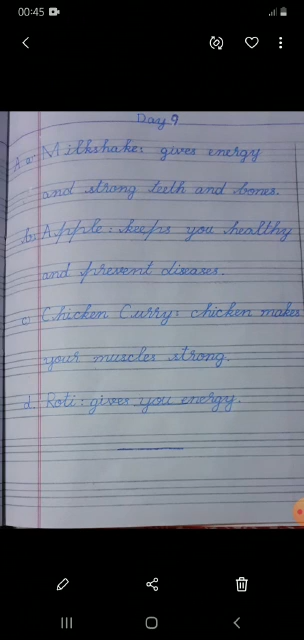 00:45
Day 9
A a. Milkshake: gives energy
and strong teeth and bones.
b. Apple: keeps you healthy
and prevent diseases.
c. Chicken Curry: chicken makes
your muscles strong.
d. Roti: gives you energy.